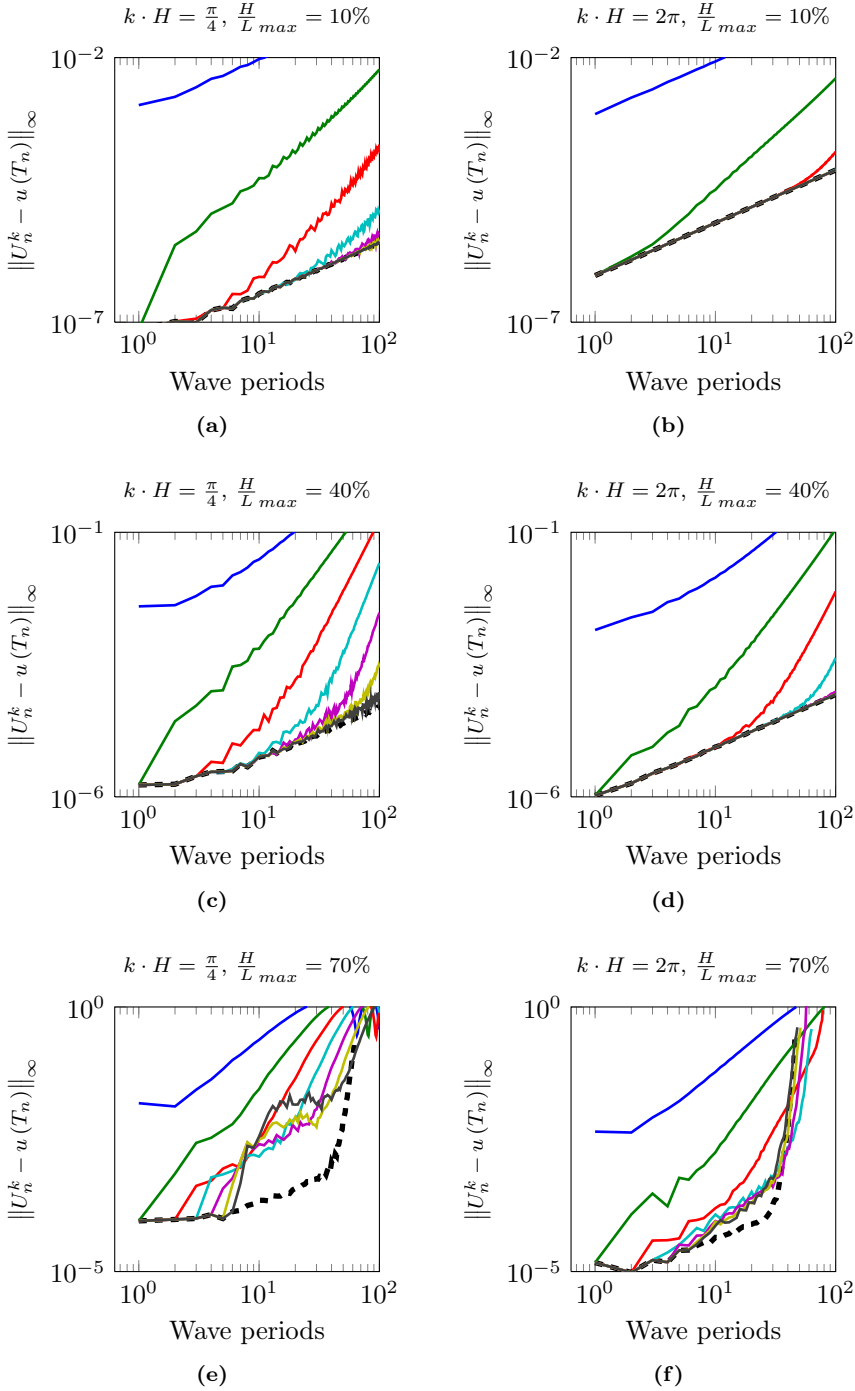 k · H = π/4, H/L max = 10%
‖U_n^k − u (T_n)‖_∞
10^-2
10^-7
10^0 10^1 10^2
Wave periods
(a)
k · H = 2π, H/L max = 10%
‖U_n^k − u (T_n)‖_∞
10^-2
10^-7
10^0 10^1 10^2
Wave periods
(b)
k · H = π/4, H/L max = 40%
‖U_n^k − u (T_n)‖_∞
10^-1
10^-6
10^0 10^1 10^2
Wave periods
(c)
k · H = 2π, H/L max = 40%
‖U_n^k − u (T_n)‖_∞
10^-1
10^-6
10^0 10^1 10^2
Wave periods
(d)
k · H = π/4, H/L max = 70%
‖U_n^k − u (T_n)‖_∞
10^0
10^-5
10^0 10^1 10^2
Wave periods
(e)
k · H = 2π, H/L max = 70%
‖U_n^k − u (T_n)‖_∞
10^0
10^-5
10^0 10^1 10^2
Wave periods
(f)